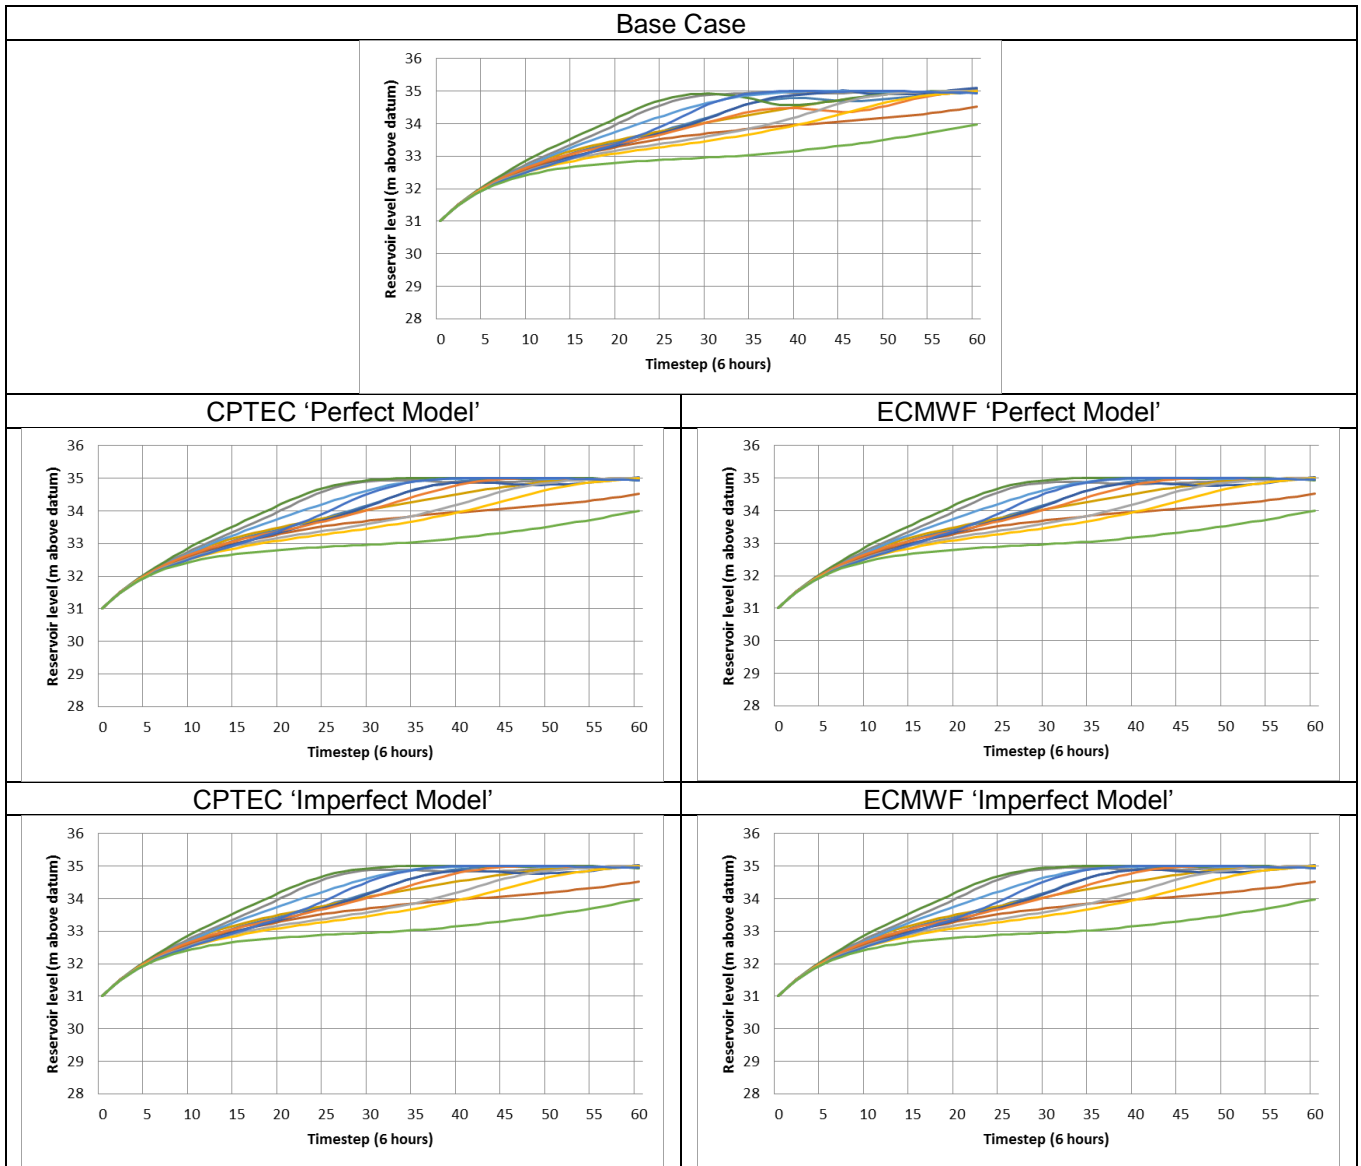 Base Case
Reservoir level (m above datum)
36
35
34
33
32
31
30
29
28
0 5 10 15 20 25 30 35 40 45 50 55 60
Timestep (6 hours)
CPTEC ‘Perfect Model’
ECMWF ‘Perfect Model’
Reservoir level (m above datum)
36
35
34
33
32
31
30
29
28
0 5 10 15 20 25 30 35 40 45 50 55 60
Timestep (6 hours)
Reservoir level (m above datum)
36
35
34
33
32
31
30
29
28
0 5 10 15 20 25 30 35 40 45 50 55 60
Timestep (6 hours)
CPTEC ‘Imperfect Model’
ECMWF ‘Imperfect Model’
Reservoir level (m above datum)
36
35
34
33
32
31
30
29
28
0 5 10 15 20 25 30 35 40 45 50 55 60
Timestep (6 hours)
Reservoir level (m above datum)
36
35
34
33
32
31
30
29
28
0 5 10 15 20 25 30 35 40 45 50 55 60
Timestep (6 hours)